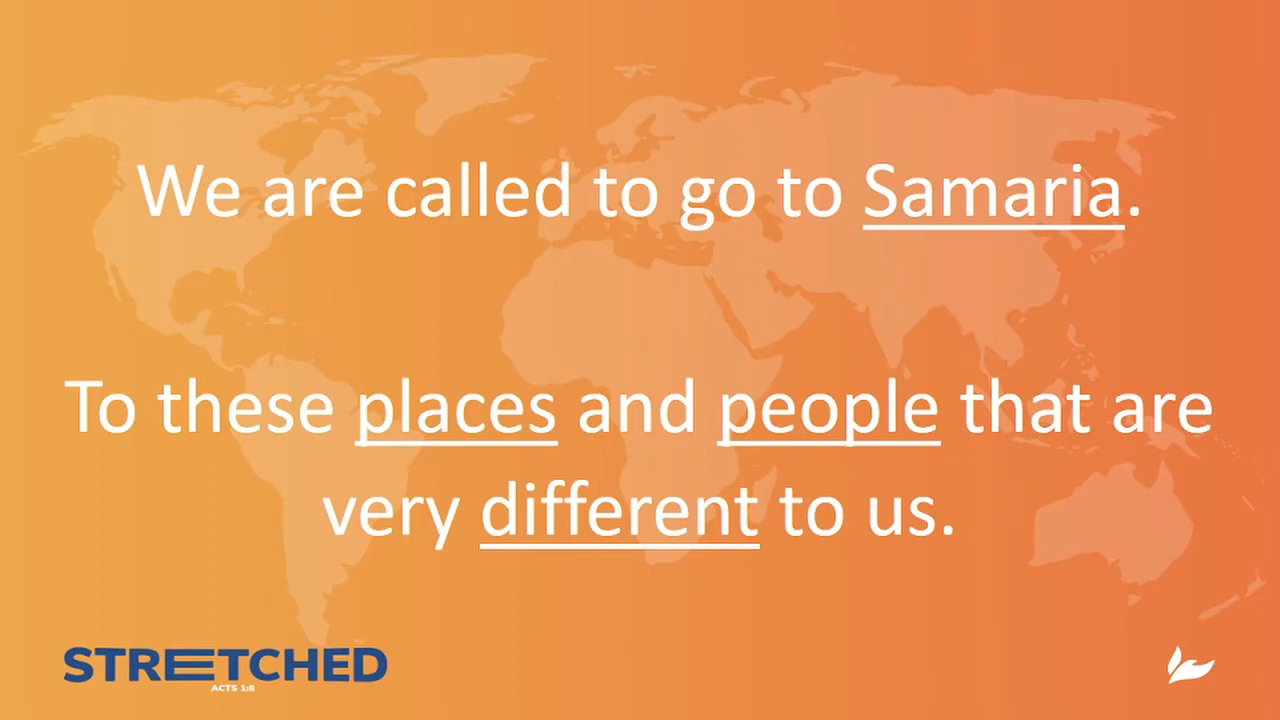 We are called to go to Samaria.
To these places and people that are
very different to us.
STRETCHED
ACTS 1:8